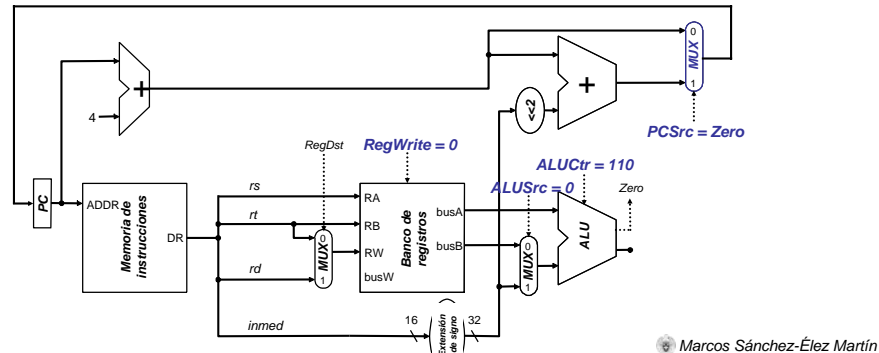 0
MUX
1
+
+
4
<<2
PCSrc = Zero
RegDst
RegWrite = 0
ALUCtr = 110
ALUSrc = 0
Zero
PC
ADDR
Memoria de
instrucciones
DR
rs
rt
rd
inmed
0
MUX
1
RA
RB
RW
busW
Banco de
registros
busA
busB
0
MUX
1
ALU
16
Extensión
de signo
32
Marcos Sánchez-Élez Martín